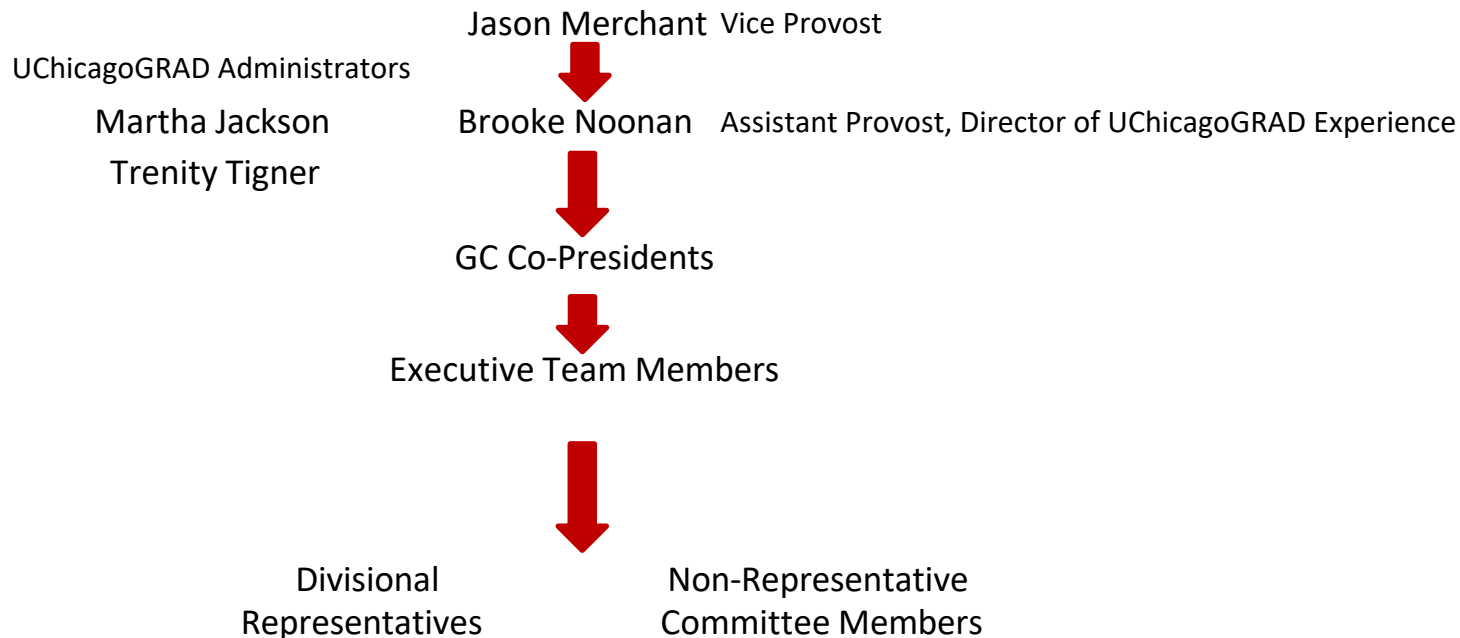 Jason Merchant Vice Provost
UChicagoGRAD Administrators
Martha Jackson
Brooke Noonan Assistant Provost, Director of UChicagoGRAD Experience
Trenity Tigner
GC Co-Presidents
Executive Team Members
Divisional
Representatives
Non-Representative
Committee Members